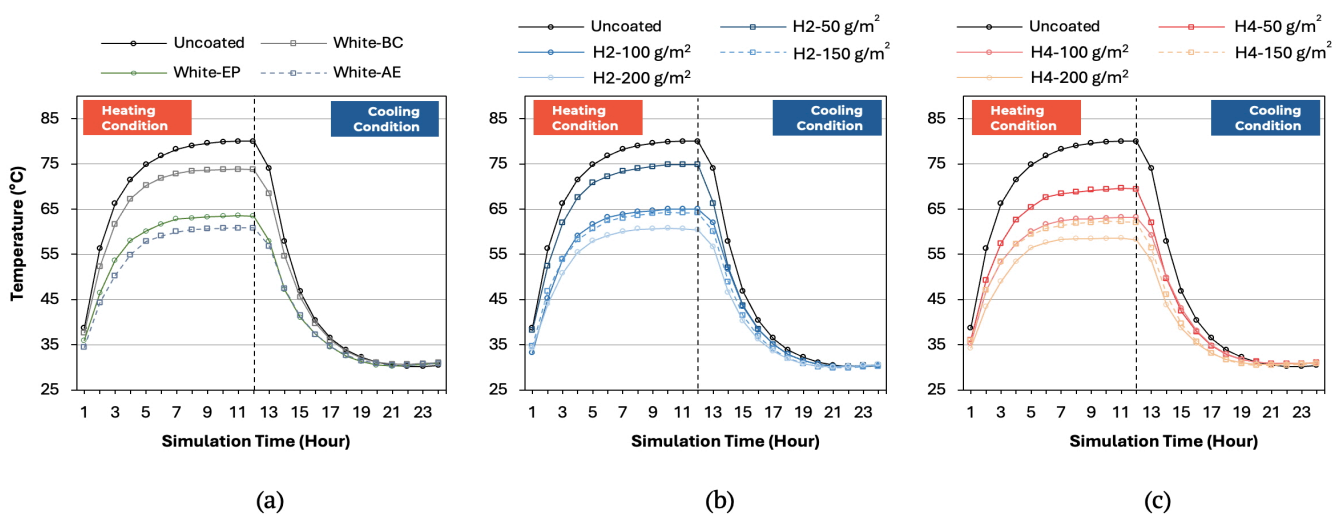 Uncoated
White-BC
White-EP
White-AE
Heating Condition
Cooling Condition
Temperature (°C)
85
75
65
55
45
35
25
1 3 5 7 9 11 13 15 17 19 21 23
Simulation Time (Hour)
(a)
Uncoated
H2-50 g/m²
H2-100 g/m²
H2-150 g/m²
H2-200 g/m²
Heating Condition
Cooling Condition
85
75
65
55
45
35
25
1 3 5 7 9 11 13 15 17 19 21 23
Simulation Time (Hour)
(b)
Uncoated
H4-50 g/m²
H4-100 g/m²
H4-150 g/m²
H4-200 g/m²
Heating Condition
Cooling Condition
85
75
65
55
45
35
25
1 3 5 7 9 11 13 15 17 19 21 23
Simulation Time (Hour)
(c)